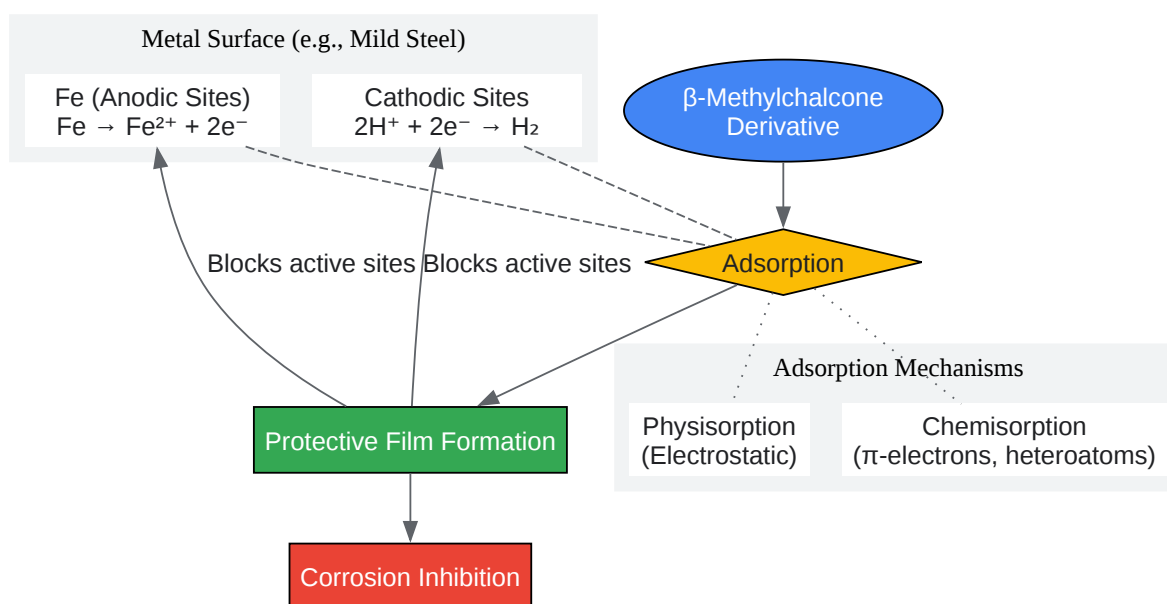 Metal Surface (e.g., Mild Steel)
Fe (Anodic Sites)
Fe → Fe²⁺ + 2e⁻
Cathodic Sites
2H⁺ + 2e⁻ → H₂
β-Methylchalcone
Derivative
Blocks active sites
Blocks active sites
Adsorption
Adsorption Mechanisms
Physisorption
(Electrostatic)
Chemisorption
(π-electrons, heteroatoms)
Protective Film Formation
Corrosion Inhibition